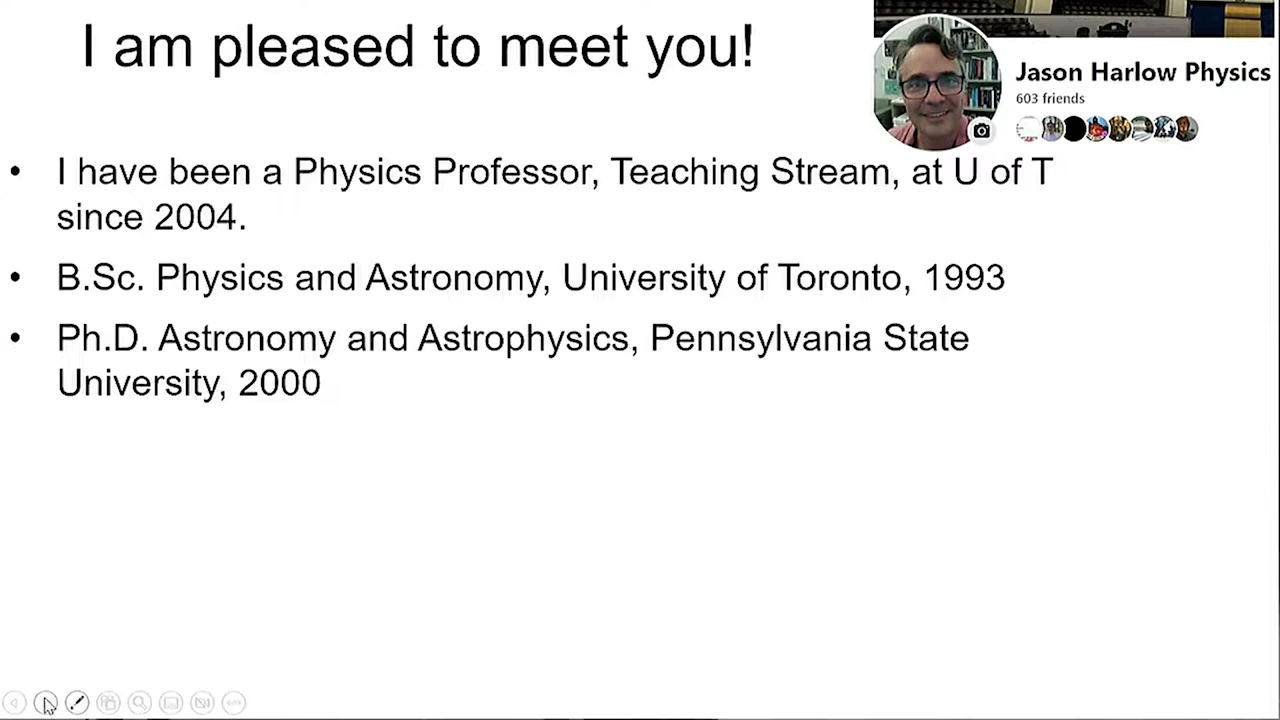 I am pleased to meet you!
Jason Harlow Physics
603 friends
• I have been a Physics Professor, Teaching Stream, at U of T
since 2004.
• B.Sc. Physics and Astronomy, University of Toronto, 1993
• Ph.D. Astronomy and Astrophysics, Pennsylvania State
University, 2000